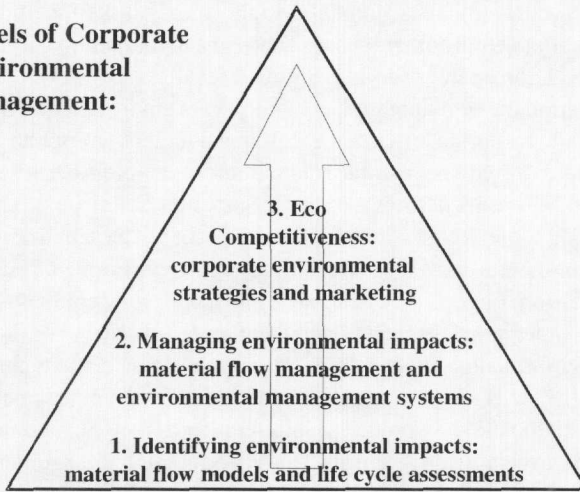 els of Corporate
ironmental
nagement:
3. Eco
Competitiveness:
corporate environmental
strategies and marketing
2. Managing environmental impacts:
material flow management and
environmental management systems
1. Identifying environmental impacts:
material flow models and life cycle assessments